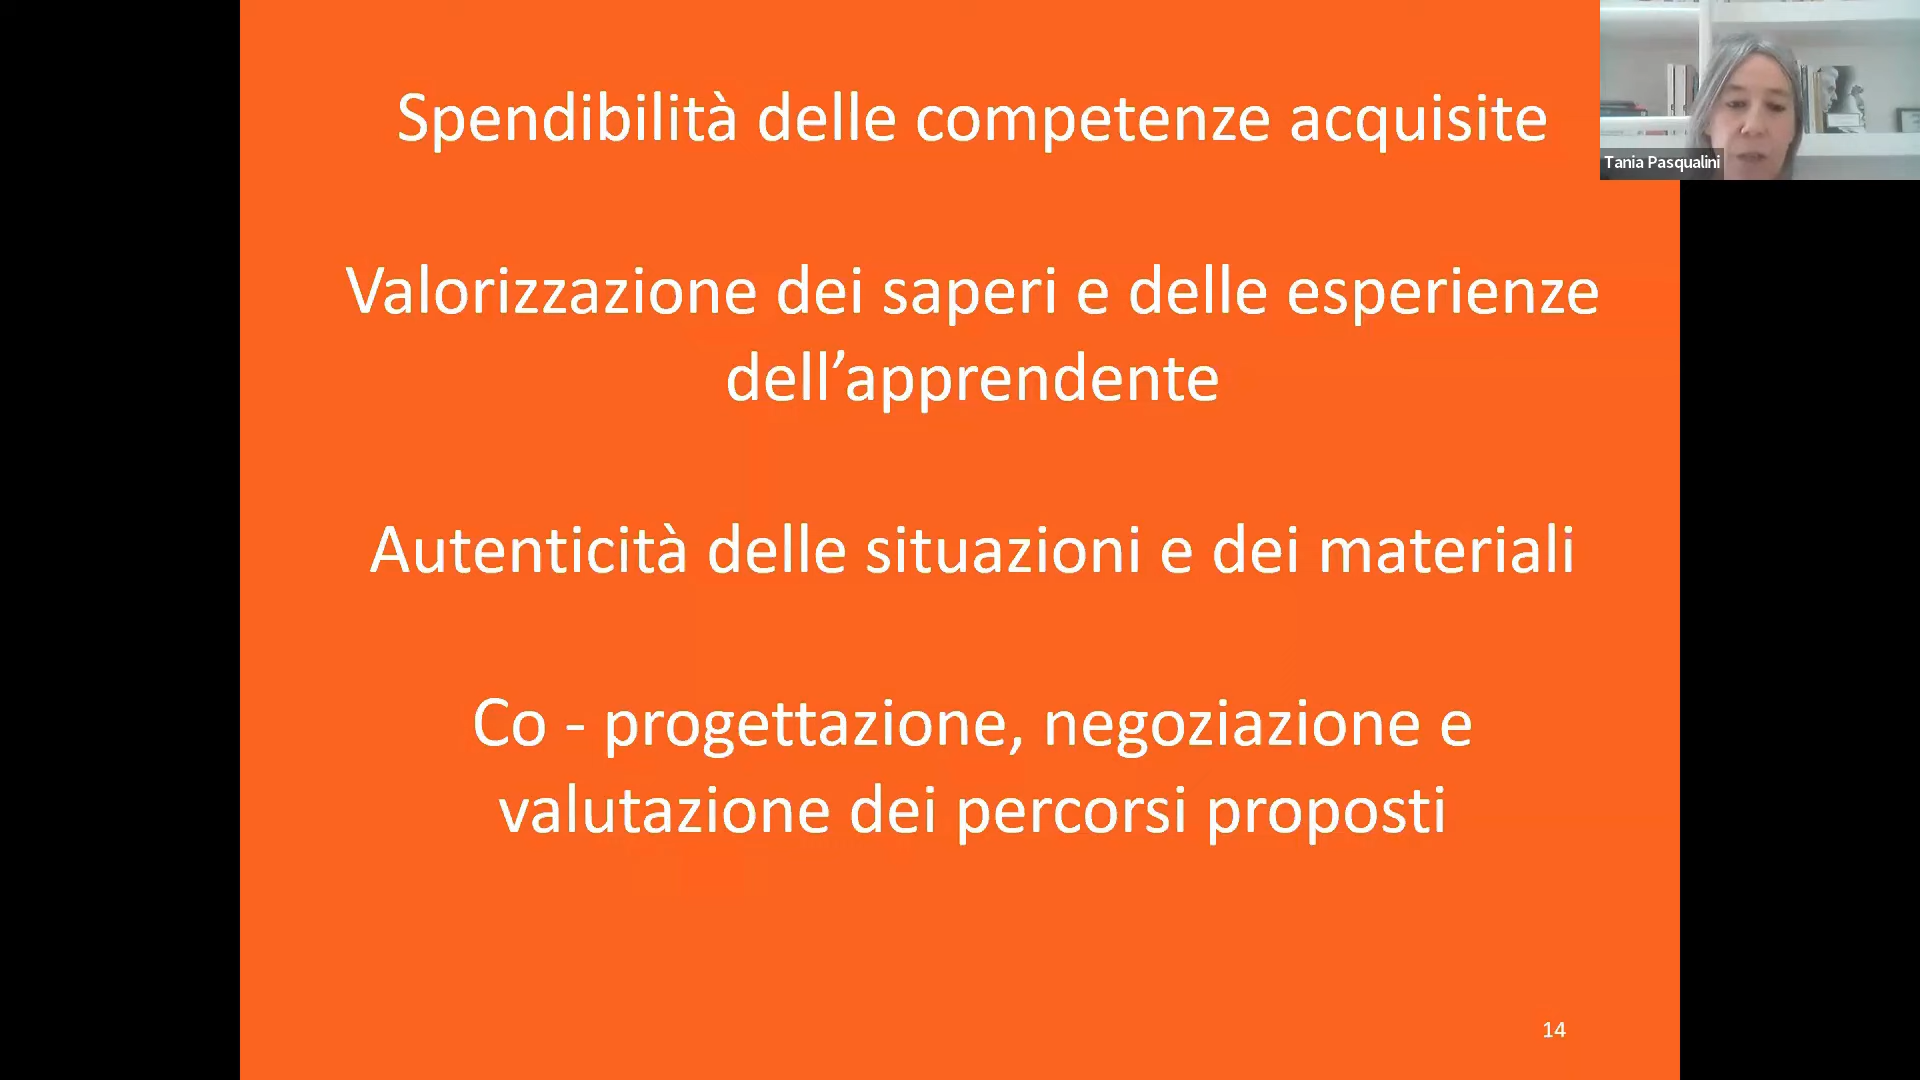 Spendibilità delle competenze acquisite
Valorizzazione dei saperi e delle esperienze
dell’apprendente
Autenticità delle situazioni e dei materiali
Co - progettazione, negoziazione e
valutazione dei percorsi proposti
14
Tania Pasqualini